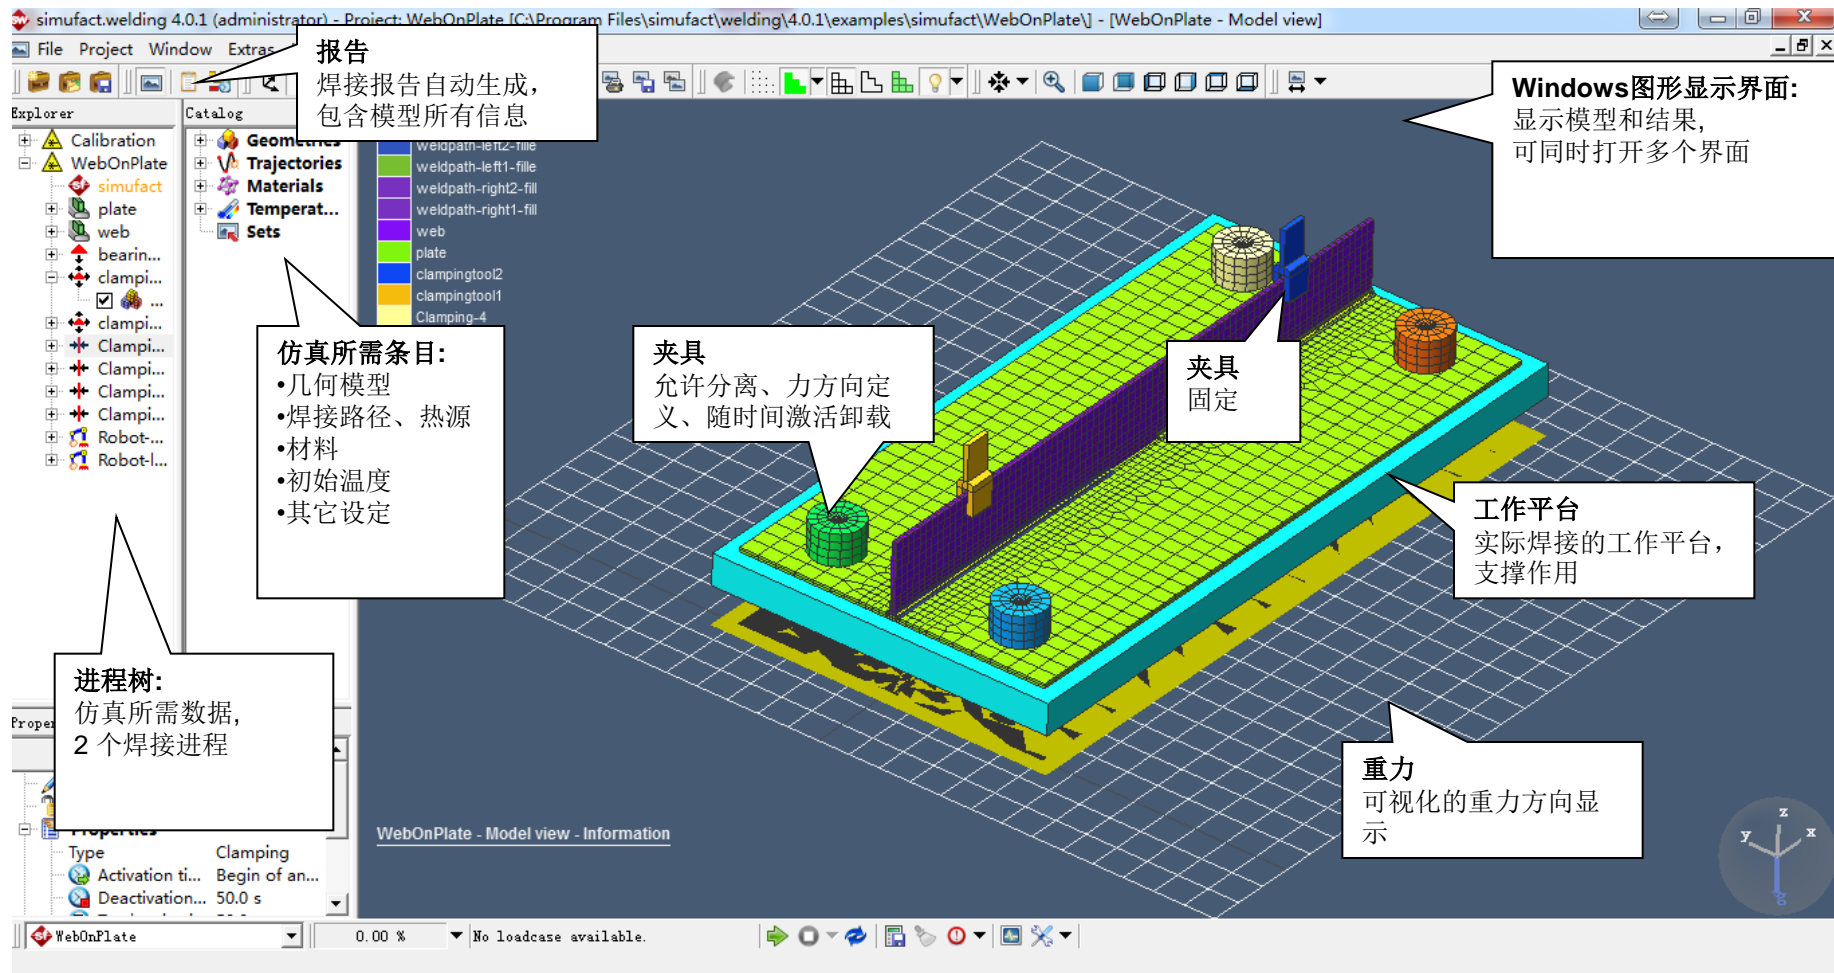 simufact.welding 4.0.1 (administrator) - Project: WebOnPlate [C:\Program Files\simufact\welding\4.0.1\examples\simufact\WebOnPlate\] - [WebOnPlate - Model view]
File Project Window Extras
报告
焊接报告自动生成，
包含模型所有信息
Windows图形显示界面:
显示模型和结果,
可同时打开多个界面
Explorer
Calibration
WebOnPlate
simufact
plate
web
bearin...
clampi...
...
clampi...
Clampi...
Clampi...
Clampi...
Clampi...
Robot-...
Robot-l...
Catalog
Geometries
Trajectories
Materials
Temperat...
Sets
weldpath-left2-fille
weldpath-left1-fille
weldpath-right2-fill
weldpath-right1-fill
web
plate
clampingtool2
clampingtool1
Clamping-4
仿真所需条目:
•几何模型
•焊接路径、热源
•材料
•初始温度
•其它设定
夹具
允许分离、力方向定
义、随时间激活卸载
夹具
固定
工作平台
实际焊接的工作平台，
支撑作用
进程树:
仿真所需数据,
2 个焊接进程
重力
可视化的重力方向显
示
Properties
Type Clamping
Activation ti... Begin of an...
Deactivation... 50.0 s
WebOnPlate - Model view - Information
z
y
x
g
WebOnPlate
0.00 %
No loadcase available.